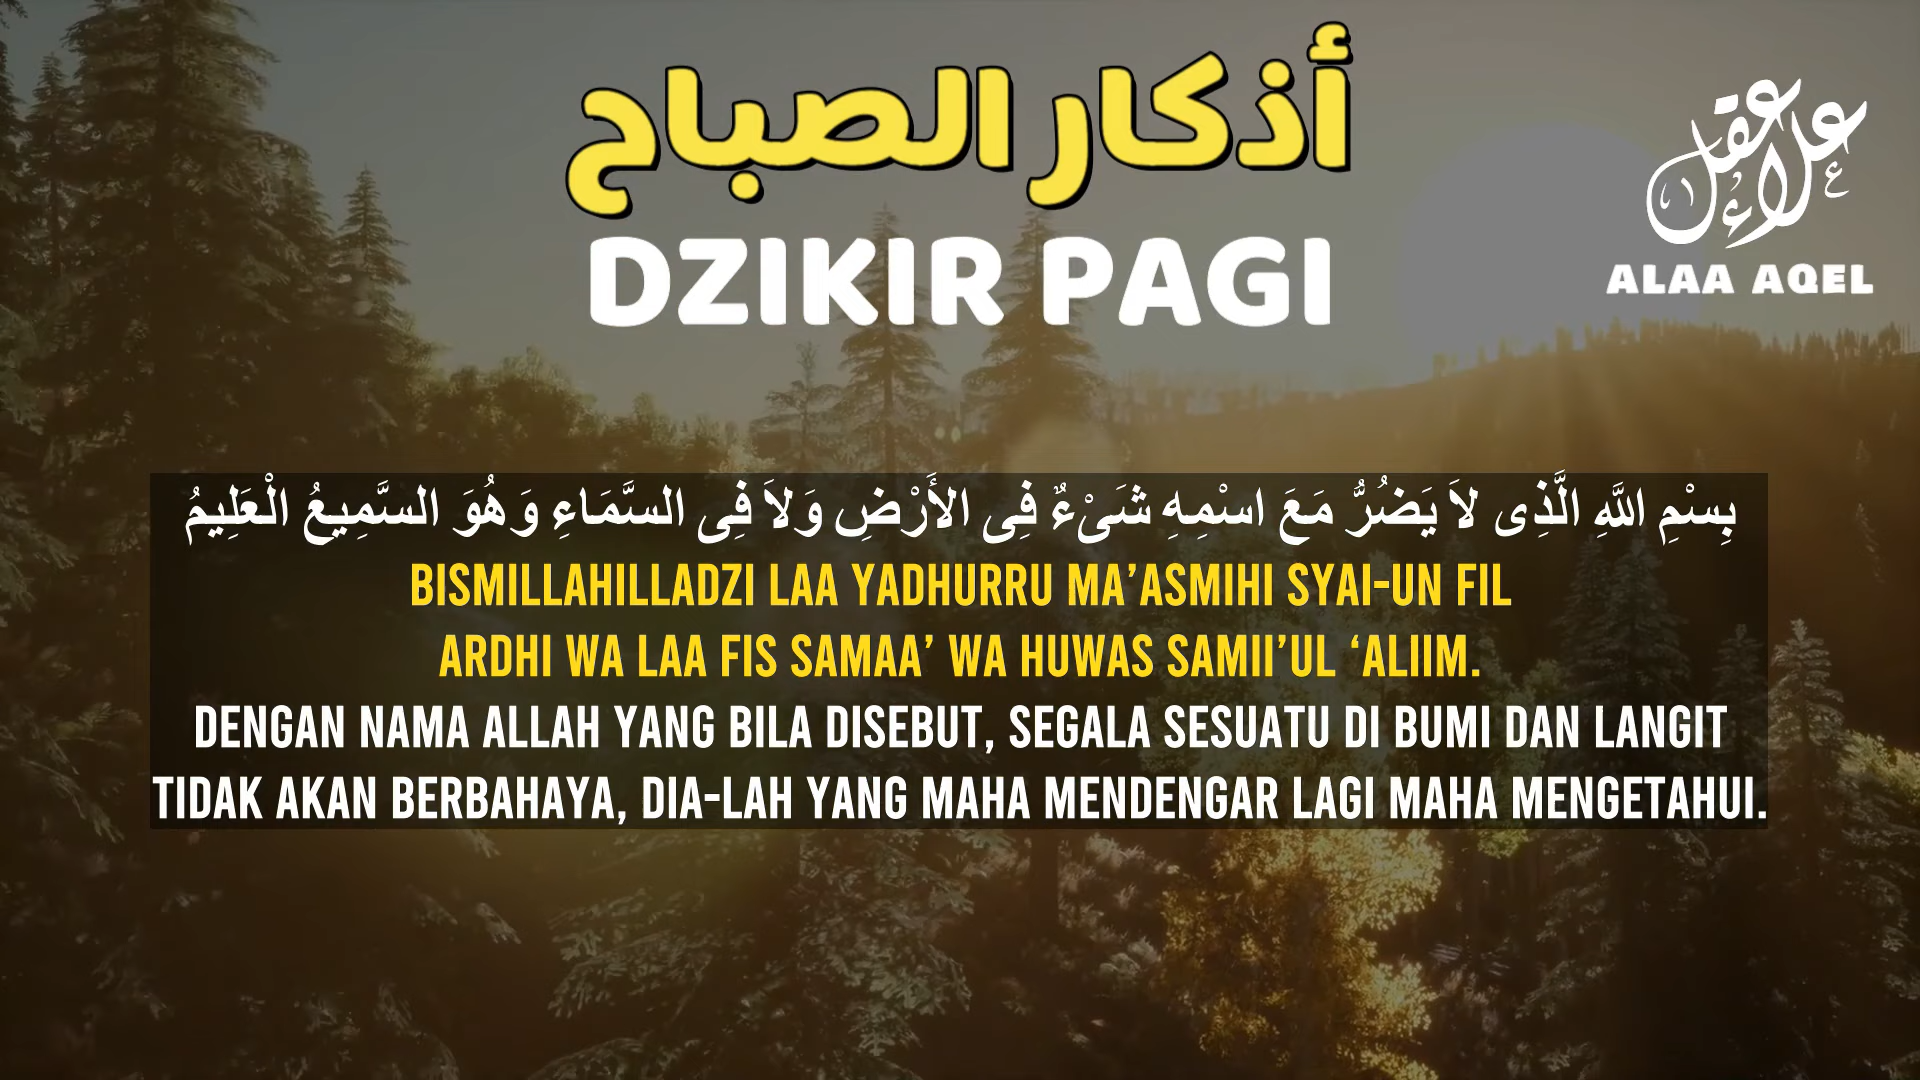 أذكار الصباح
DZIKIR PAGI
علاء عقل
ALAA AQEL
بِسْمِ اللَّهِ الَّذِى لاَ يَضُرُّ مَعَ اسْمِهِ شَىْءٌ فِى الأَرْضِ وَلاَ فِى السَّمَاءِ وَهُوَ السَّمِيعُ الْعَلِيمُ
BISMILLAHILLADZI LAA YADHURRU MA’ASMIHI SYAI-UN FIL
ARDHI WA LAA FIS SAMAA’ WA HUWAS SAMII’UL ‘ALIIM.
DENGAN NAMA ALLAH YANG BILA DISEBUT, SEGALA SESUATU DI BUMI DAN LANGIT
TIDAK AKAN BERBAHAYA, DIA-LAH YANG MAHA MENDENGAR LAGI MAHA MENGETAHUI.